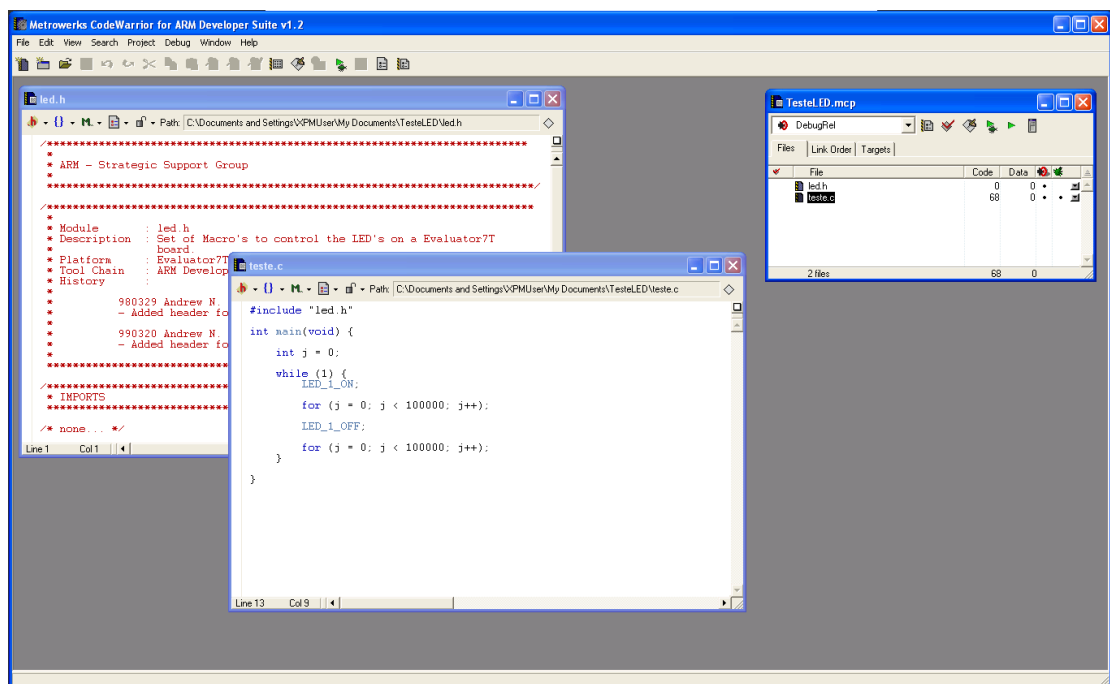 Metrowerks CodeWarrior for ARM Developer Suite v1.2
File Edit View Search Project Debug Window Help
led.h
Path: C:\Documents and Settings\XPMUser\My Documents\TesteLED\led.h
/**************************************************************************
*
* ARM - Strategic Support Group
*
***************************************************************************/
/**************************************************************************
*
* Module : led.h
* Description : Set of Macro's to control the LED's on a Evaluator7T
* board.
* Platform : Evaluator7T
* Tool Chain : ARM Develop
* History :
*
* 980329 Andrew N.
* - Added header fo
*
* 990320 Andrew N.
* - Added header fo
*
****************************
/***************************
* IMPORTS
****************************
/* none... */
Line 1 Col 1
teste.c
Path: C:\Documents and Settings\XPMUser\My Documents\TesteLED\teste.c
#include "led.h"
int main(void) {
int j = 0;
while (1) {
LED_1_ON;
for (j = 0; j < 100000; j++);
LED_1_OFF;
for (j = 0; j < 100000; j++);
}
}
Line 13 Col 9
TesteLED.mcp
DebugRel
Files Link Order Targets
File Code Data
led.h 0 0
teste.c 68 0
2 files 68 0